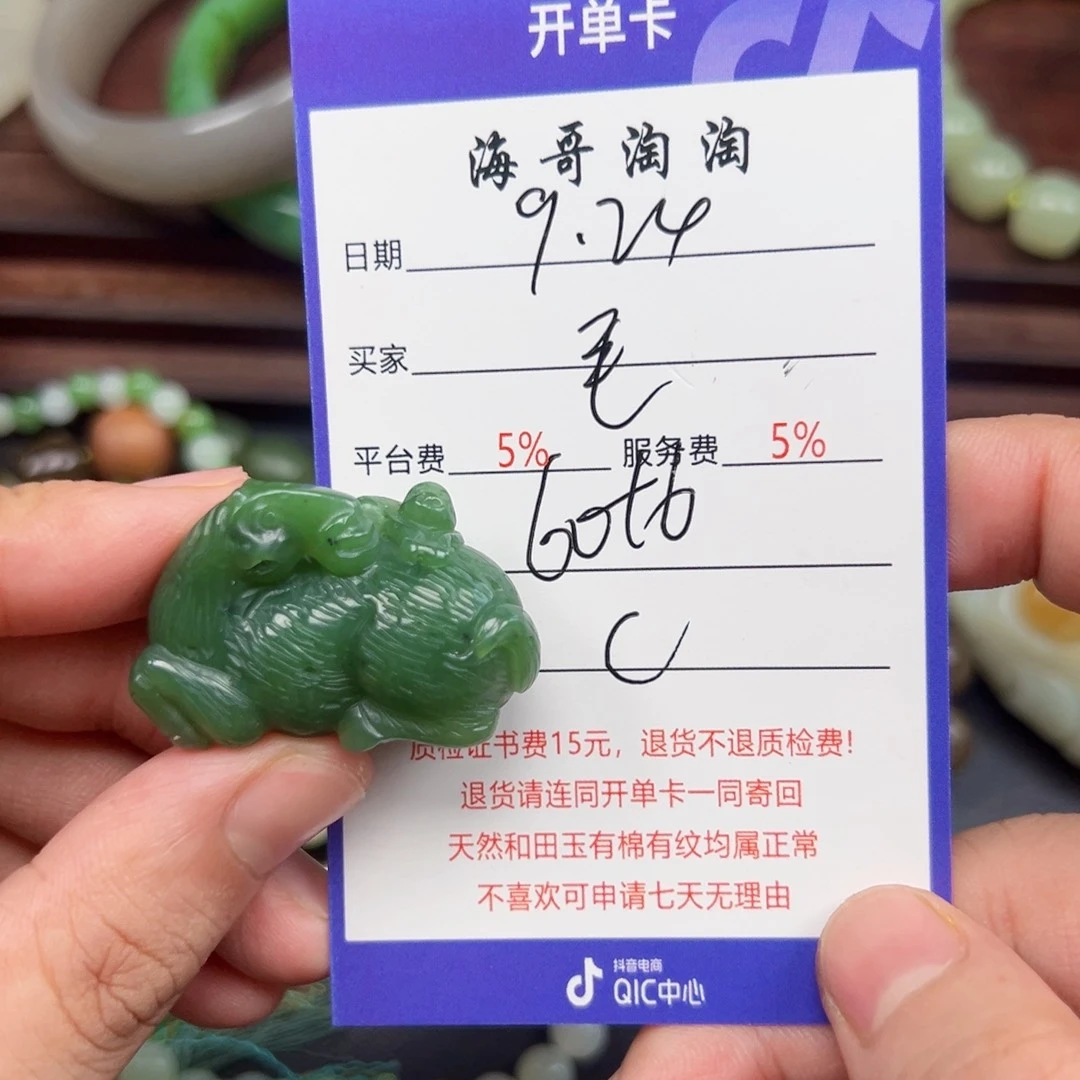 开单卡
海哥淘淘
日期 9.24
买家 毛
平台费 5% 服务费 5%
质检证书费15元，退货不退质检费！
退货请连同开单卡一同寄回
天然和田玉有棉有纹均属正常
不喜欢可申请七天无理由
抖音电商
QIC中心